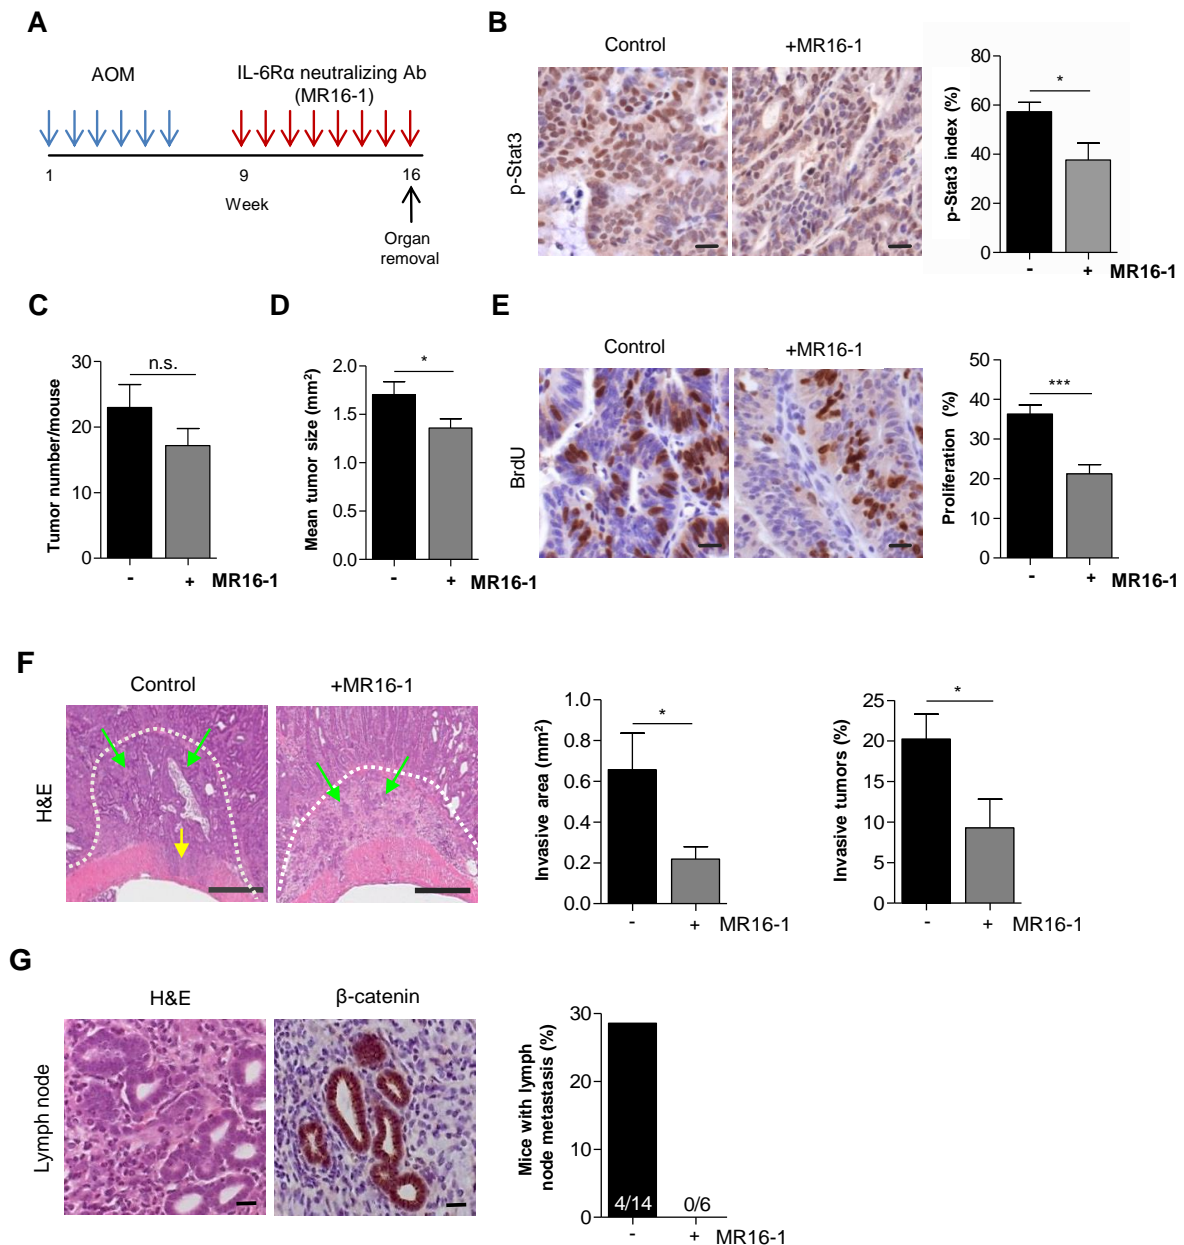 A
AOM
IL-6Rα neutralizing Ab
(MR16-1)
1
9
16
Week
Organ
removal
B
Control
+MR16-1
p-Stat3
p-Stat3 index (%)
80
60
40
20
0
*
-
+
MR16-1
C
Tumor number/mouse
30
20
10
0
n.s.
-
+
MR16-1
D
Mean tumor size (mm²)
2.0
1.5
1.0
0.5
0.0
*
-
+
MR16-1
E
Control
+MR16-1
BrdU
Proliferation (%)
50
40
30
20
10
0
***
-
+
MR16-1
F
Control
+MR16-1
H&E
Invasive area (mm²)
1.0
0.8
0.6
0.4
0.2
0.0
*
-
+
MR16-1
Invasive tumors (%)
25
20
15
10
5
0
*
-
+
MR16-1
G
H&E
β-catenin
Lymph node
Mice with lymph
node metastasis (%)
30
20
10
0
4/14
0/6
-
+
MR16-1